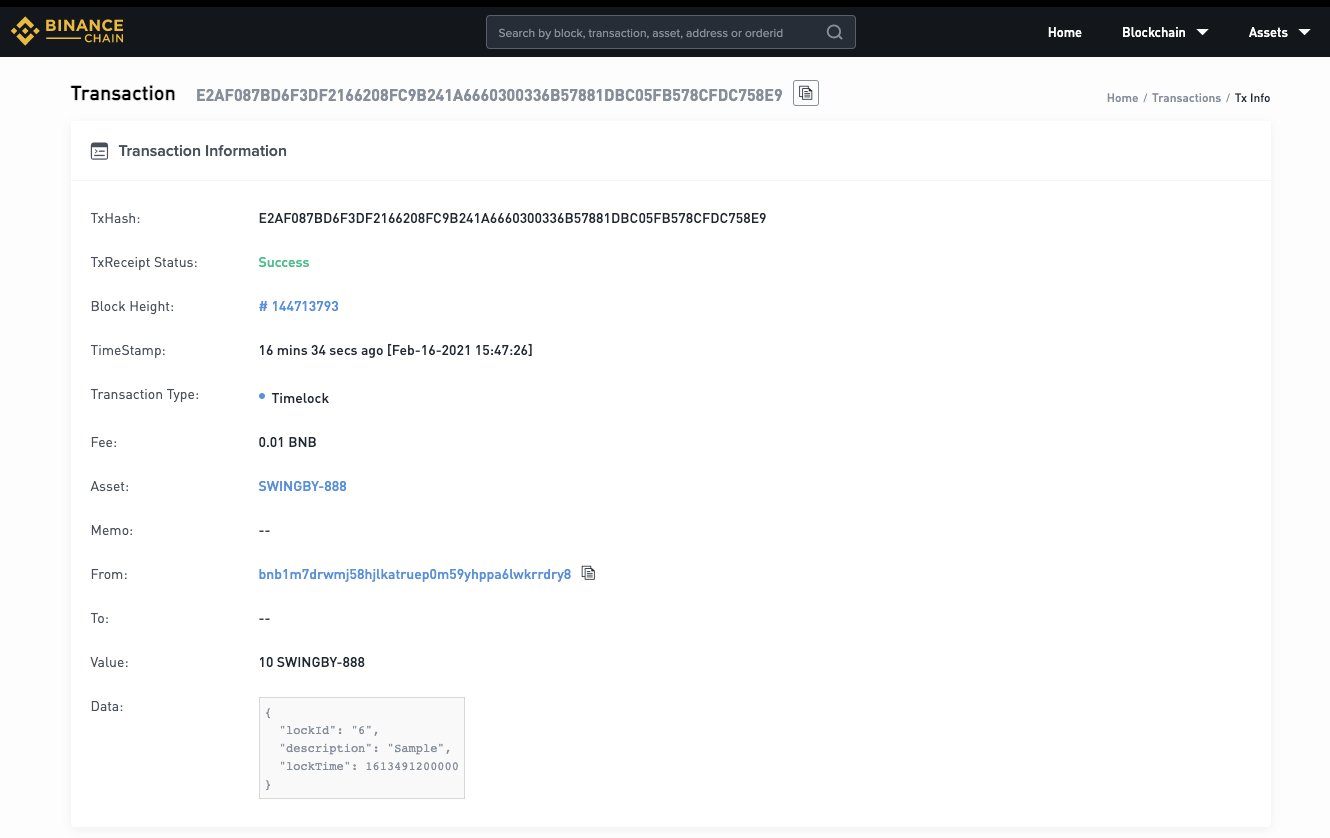 BINANCE
CHAIN
Search by block, transaction, asset, address or orderid
Home
Blockchain
Assets
Transaction E2AF087BD6F3DF2166208FC9B241A6660300336B57881DBC05FB578CFDC758E9
Home / Transactions / Tx Info
Transaction Information
TxHash: E2AF087BD6F3DF2166208FC9B241A6660300336B57881DBC05FB578CFDC758E9
TxReceipt Status: Success
Block Height: # 144713793
TimeStamp: 16 mins 34 secs ago [Feb-16-2021 15:47:26]
Transaction Type: Timelock
Fee: 0.01 BNB
Asset: SWINGBY-888
Memo: --
From: bnb1m7drwmj58hjlkatruep0m59yhppa6lwkrrdry8
To: --
Value: 10 SWINGBY-888
Data:
{
"lockId": "6",
"description": "Sample",
"lockTime": 1613491200000
}